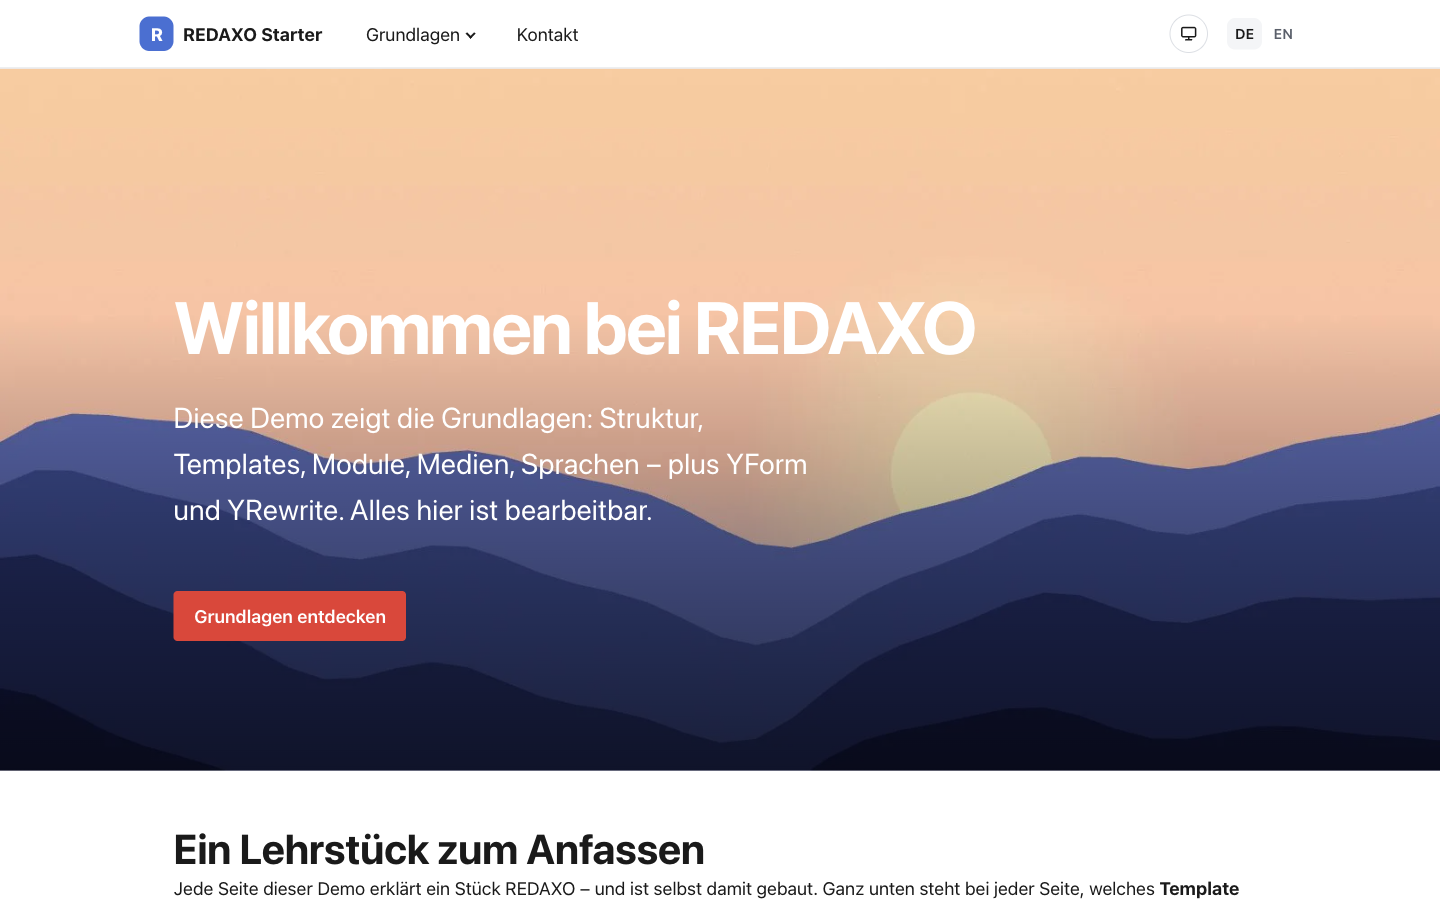 R REDAXO Starter Grundlagen Kontakt DE EN
Willkommen bei REDAXO
Diese Demo zeigt die Grundlagen: Struktur,
Templates, Module, Medien, Sprachen – plus YForm
und YRewrite. Alles hier ist bearbeitbar.
Grundlagen entdecken
Ein Lehrstück zum Anfassen
Jede Seite dieser Demo erklärt ein Stück REDAXO – und ist selbst damit gebaut. Ganz unten steht bei jeder Seite, welches Template